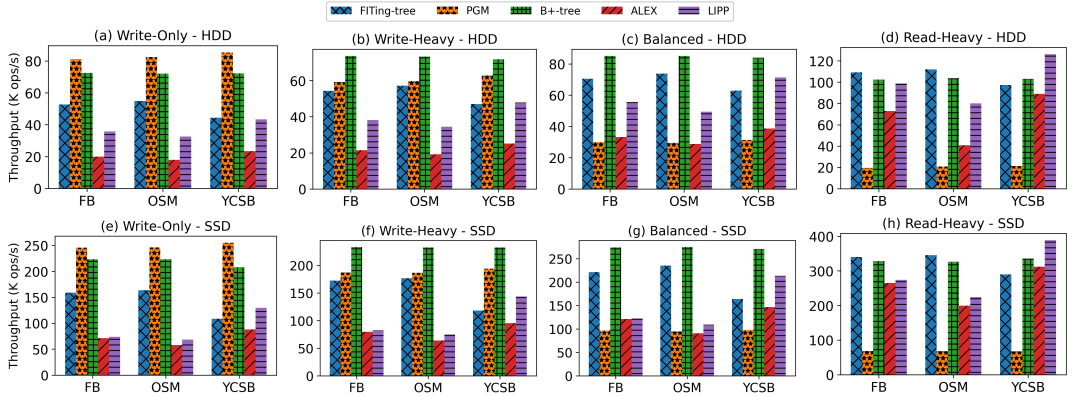 FITing-tree PGM B+-tree ALEX LIPP
(a) Write-Only - HDD
Throughput (K ops/s)
80
60
40
20
0
FB OSM YCSB
(b) Write-Heavy - HDD
60
40
20
0
FB OSM YCSB
(c) Balanced - HDD
80
60
40
20
0
FB OSM YCSB
(d) Read-Heavy - HDD
120
100
80
60
40
20
0
FB OSM YCSB
(e) Write-Only - SSD
Throughput (K ops/s)
250
200
150
100
50
0
FB OSM YCSB
(f) Write-Heavy - SSD
200
150
100
50
0
FB OSM YCSB
(g) Balanced - SSD
250
200
150
100
50
0
FB OSM YCSB
(h) Read-Heavy - SSD
400
300
200
100
0
FB OSM YCSB